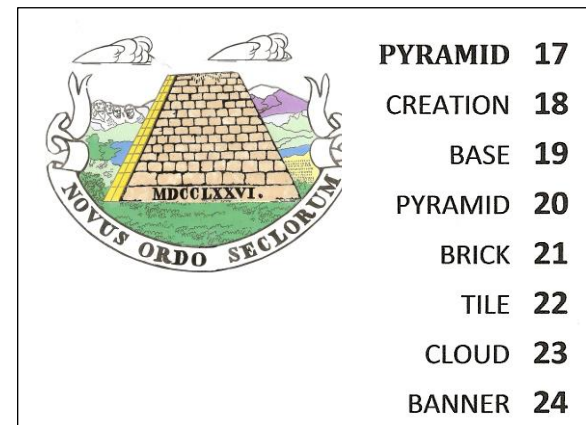 MDCCLXXVI.
NOVUS ORDO SECLORUM
PYRAMID 17
CREATION 18
BASE 19
PYRAMID 20
BRICK 21
TILE 22
CLOUD 23
BANNER 24